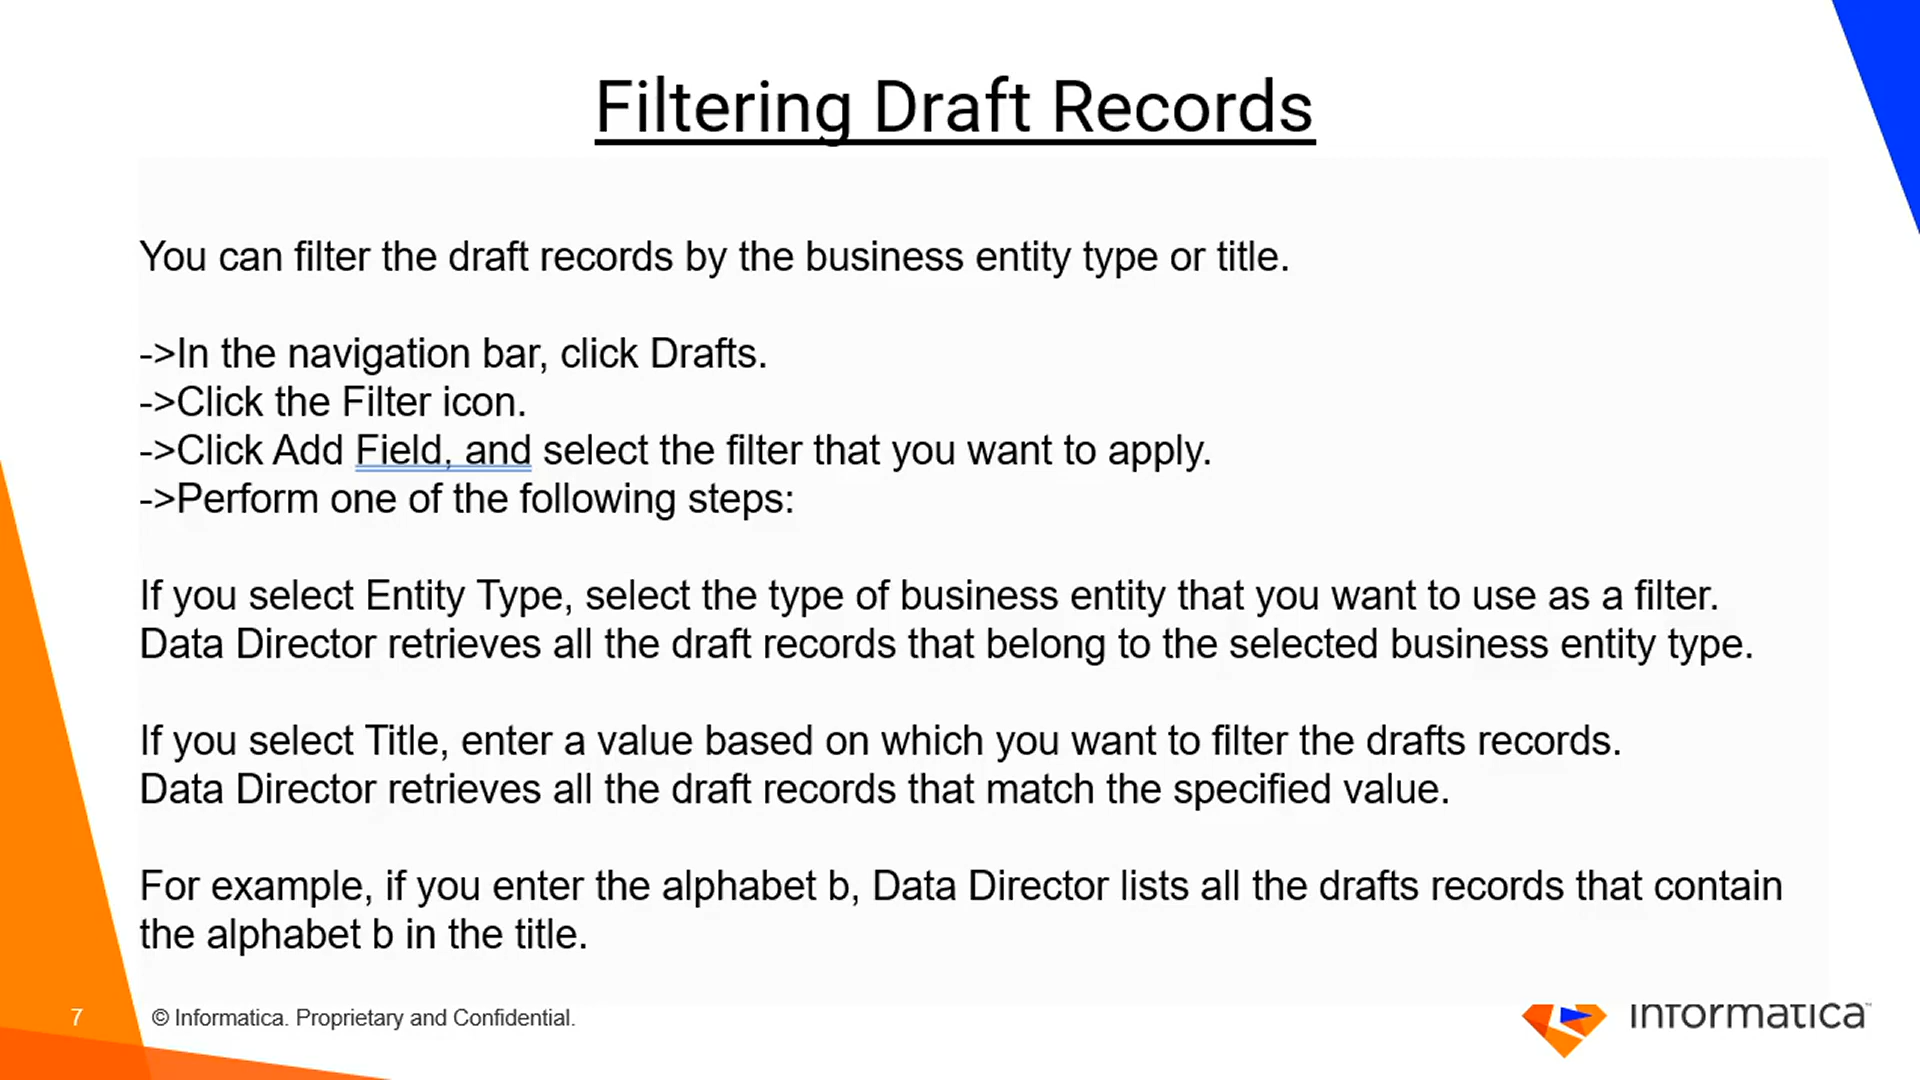 Filtering Draft Records
You can filter the draft records by the business entity type or title.
->In the navigation bar, click Drafts.
->Click the Filter icon.
->Click Add Field, and select the filter that you want to apply.
->Perform one of the following steps:
If you select Entity Type, select the type of business entity that you want to use as a filter.
Data Director retrieves all the draft records that belong to the selected business entity type.
If you select Title, enter a value based on which you want to filter the drafts records.
Data Director retrieves all the draft records that match the specified value.
For example, if you enter the alphabet b, Data Director lists all the drafts records that contain
the alphabet b in the title.
7
© Informatica. Proprietary and Confidential.
Informatica™